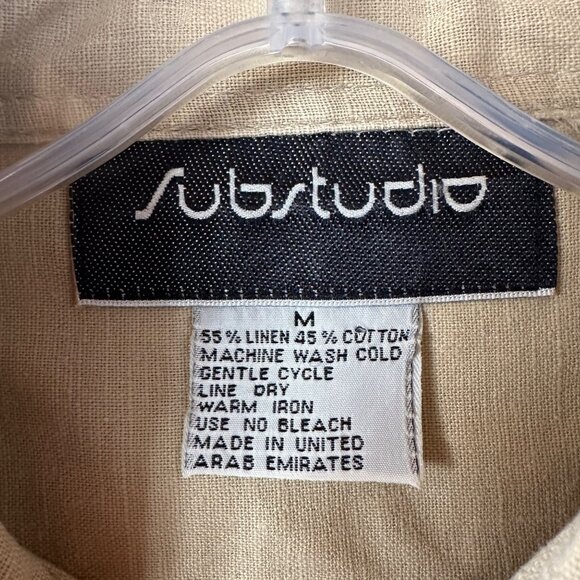 Substudio
M
55% LINEN 45% COTTON
MACHINE WASH COLD
GENTLE CYCLE
LINE DRY
WARM IRON
USE NO BLEACH
MADE IN UNITED
ARAB EMIRATES